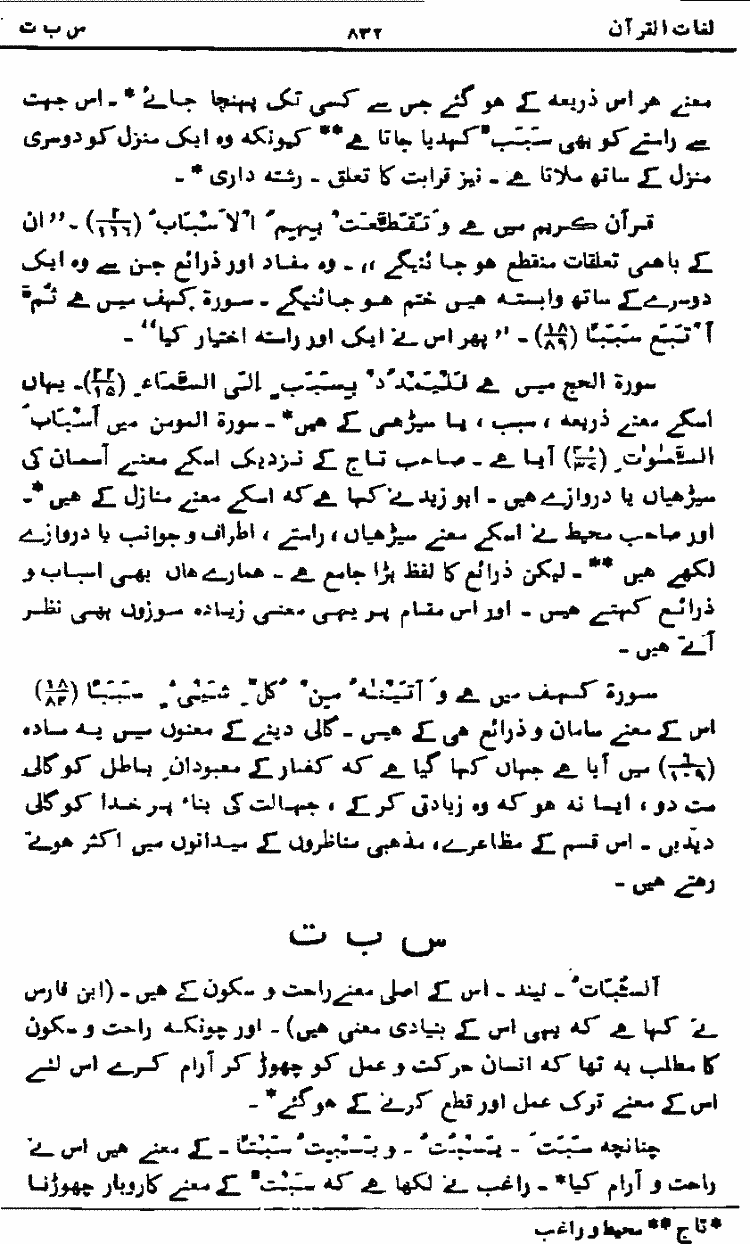 لغات القرآن ۸۳۲ س ب ت
معنے ہر اس ذریعہ کے ہو گئے جس سے کسی تک پہنچا جائے*۔ اس جہت
سے راستے کو بھی سَبَبٌ کہدیا جاتا ہے** کیونکہ وہ ایک منزل کو دوسری
منزل کے ساتھ ملاتا ہے۔ نیز قرابت کا تعلق۔ رشتہ داری*۔
قرآن کریم میں ہے وَ تَقَطَّعَتْ بِہِمُ الْاَسْبَابُ (۲/۱۶۶)۔ ’’ان
کے باہمی تعلقات منقطع ہو جائنیگے‘‘۔ وہ مفاد اور ذرائع جن سے وہ ایک
دوسرے کے ساتھ وابستہ ہیں ختم ہو جائنیگے۔ سورۃ کہف میں ہے ثُمَّ
اَتْبَعَ سَبَبًا (۱۸/۸۹)۔ ’’پھر اس نے ایک اور راستہ اختیار کیا‘‘۔
سورۃ الحج میں ہے فَلْیَمْدُدْ بِسَبَبٍ اِلَی السَّمَاءِ (۲۲/۱۵)۔ یہاں
اسکے معنے ذریعہ، سبب، یا سیڑھی کے ہیں*۔ سورۃ المومن میں اَسْبَابَ
السَّمٰوٰتِ (۴۰/۳۷) آیا ہے۔ صاحب تاج کے نزدیک اسکے معنے آسمان کی
سیڑھیاں یا دروازے ہیں۔ ابو زید نے کہا ہے کہ اسکے معنے منازل کے ہیں*۔
اور صاحب محیط نے اسکے معنے سیڑھیاں، راستے، اطراف و جوانب یا دروازے
لکھے ہیں**۔ لیکن ذرائع کا لفظ بڑا جامع ہے۔ ہمارے ہاں بھی اسباب و
ذرائع کہتے ہیں۔ اور اس مقام پر یہی معنی زیادہ موزوں بھی نظر
آتے ہیں۔
سورۃ کہف میں ہے وَ آتَیْنٰہُ مِنْ کُلِّ شَیْئٍ سَبَبًا (۱۸/۸۴)
اس کے معنے سامان و ذرائع ہی کے ہیں۔ گالی دینے کے معنوں میں یہ مادہ
(۶/۱۰۹) میں آیا ہے جہاں کہا گیا ہے کہ کفار کے معبودانِ باطل کو گالی
مت دو، ایسا نہ ہو کہ وہ زیادتی کر کے، جہالت کی بناء پر خدا کو گالی
دیدیں۔ اس قسم کے مظاہرے، مذہبی مناظروں کے میدانوں میں اکثر ہوتے
رہتے ہیں۔
س ب ت
اَلسُّبَاتُ۔ نیند۔ اس کے اصلی معنے راحت و سکون کے ہیں۔ (ابن فارس
نے کہا ہے کہ یہی اس کے بنیادی معنی ہیں)۔ اور چونکہ راحت و سکون
کا مطلب یہ تھا کہ انسان حرکت و عمل کو چھوڑ کر آرام کرے اس لئے
اس کے معنے ترک عمل اور قطع کرنے کے ہو گئے*۔
چنانچہ سَبَتَ۔ یَسْبُتُ۔ و یَسْبِتُ سَبْتًا۔ کے معنے ہیں اس نے
راحت و آرام کیا*۔ راغب نے لکھا ہے کہ سَبْتٌ کے معنے کاروبار چھوڑنا
*تاج **محیط و راغب